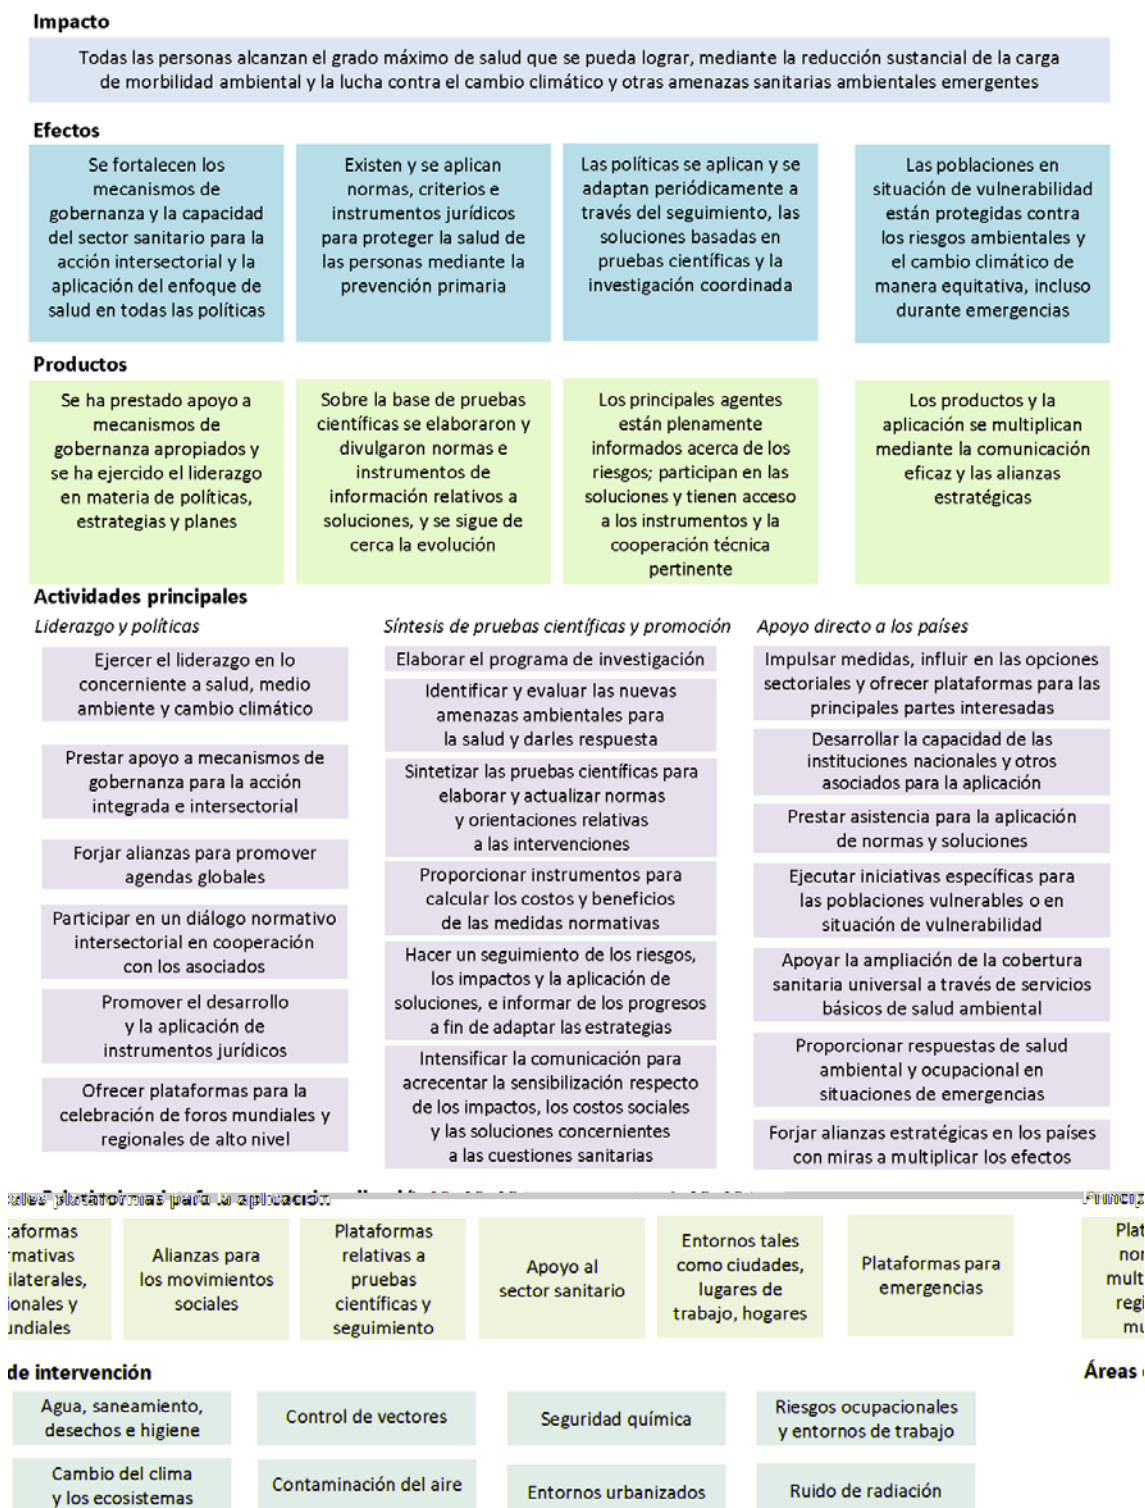 Impacto
Todas las personas alcanzan el grado máximo de salud que se pueda lograr, mediante la reducción sustancial de la carga
de morbilidad ambiental y la lucha contra el cambio climático y otras amenazas sanitarias ambientales emergentes
Efectos
Se fortalecen los
mecanismos de
gobernanza y la capacidad
del sector sanitario para la
acción intersectorial y la
aplicación del enfoque de
salud en todas las políticas
Existen y se aplican
normas, criterios e
instrumentos jurídicos
para proteger la salud de
las personas mediante la
prevención primaria
Las políticas se aplican y se
adaptan periódicamente a
través del seguimiento, las
soluciones basadas en
pruebas científicas y la
investigación coordinada
Las poblaciones en
situación de vulnerabilidad
están protegidas contra
los riesgos ambientales y
el cambio climático de
manera equitativa, incluso
durante emergencias
Productos
Se ha prestado apoyo a
mecanismos de
gobernanza apropiados y
se ha ejercido el liderazgo
en materia de políticas,
estrategias y planes
Sobre la base de pruebas
científicas se elaboraron y
divulgaron normas e
instrumentos de
información relativos a
soluciones, y se sigue de
cerca la evolución
Los principales agentes
están plenamente
informados acerca de los
riesgos; participan en las
soluciones y tienen acceso
a los instrumentos y la
cooperación técnica
pertinente
Los productos y la
aplicación se multiplican
mediante la comunicación
eficaz y las alianzas
estratégicas
Actividades principales
Liderazgo y políticas
Ejercer el liderazgo en lo
concerniente a salud, medio
ambiente y cambio climático
Prestar apoyo a mecanismos de
gobernanza para la acción
integrada e intersectorial
Forjar alianzas para promover
agendas globales
Participar en un diálogo normativo
intersectorial en cooperación
con los asociados
Promover el desarrollo
y la aplicación de
instrumentos jurídicos
Ofrecer plataformas para la
celebración de foros mundiales y
regionales de alto nivel
Síntesis de pruebas científicas y promoción
Elaborar el programa de investigación
Identificar y evaluar las nuevas
amenazas ambientales para
la salud y darles respuesta
Sintetizar las pruebas científicas para
elaborar y actualizar normas
y orientaciones relativas
a las intervenciones
Proporcionar instrumentos para
calcular los costos y beneficios
de las medidas normativas
Hacer un seguimiento de los riesgos,
los impactos y la aplicación de
soluciones, e informar de los progresos
a fin de adaptar las estrategias
Intensificar la comunicación para
acrecentar la sensibilización respecto
de los impactos, los costos sociales
y las soluciones concernientes
a las cuestiones sanitarias
Apoyo directo a los países
Impulsar medidas, influir en las opciones
sectoriales y ofrecer plataformas para las
principales partes interesadas
Desarrollar la capacidad de las
instituciones nacionales y otros
asociados para la aplicación
Prestar asistencia para la aplicación
de normas y soluciones
Ejecutar iniciativas específicas para
las poblaciones vulnerables o en
situación de vulnerabilidad
Apoyar la ampliación de la cobertura
sanitaria universal a través de servicios
básicos de salud ambiental
Proporcionar respuestas de salud
ambiental y ocupacional en
situaciones de emergencias
Forjar alianzas estratégicas en los países
con miras a multiplicar los efectos
plataformas para la aplicación
taformas
rmativas
ilaterales,
ionales y
undiales
Alianzas para
los movimientos
sociales
Plataformas
relativas a
pruebas
científicas y
seguimiento
Apoyo al
sector sanitario
Entornos tales
como ciudades,
lugares de
trabajo, hogares
Plataformas para
emergencias
Plat
nor
mult
regi
mu
de intervención
Áreas
Agua, saneamiento,
desechos e higiene
Control de vectores
Seguridad química
Riesgos ocupacionales
y entornos de trabajo
Cambio del clima
y los ecosistemas
Contaminación del aire
Entornos urbanizados
Ruido de radiación